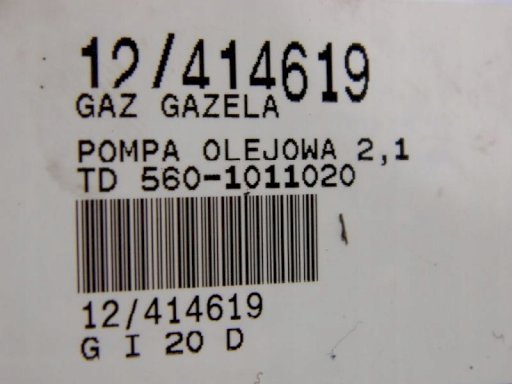 12/414619
GAZ GAZELA
POMPA OLEJOWA 2,1
TD 560-1011020
12/414619
G I 20 D